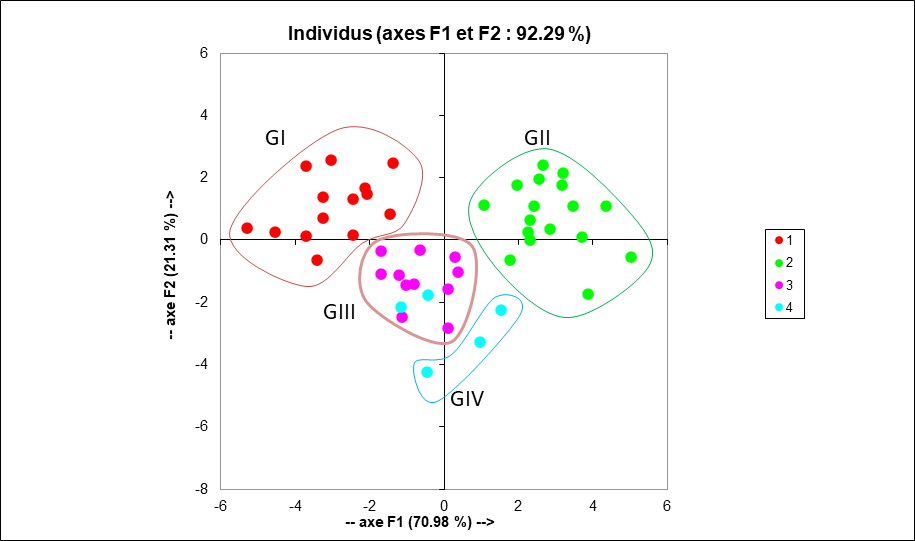 Individus (axes F1 et F2 : 92.29 %)
6
4
2
0
-2
-4
-6
-8
-- axe F2 (21.31 %) -->
GI
GII
GIII
GIV
-6
-4
-2
0
2
4
6
-- axe F1 (70.98 %) -->
1
2
3
4